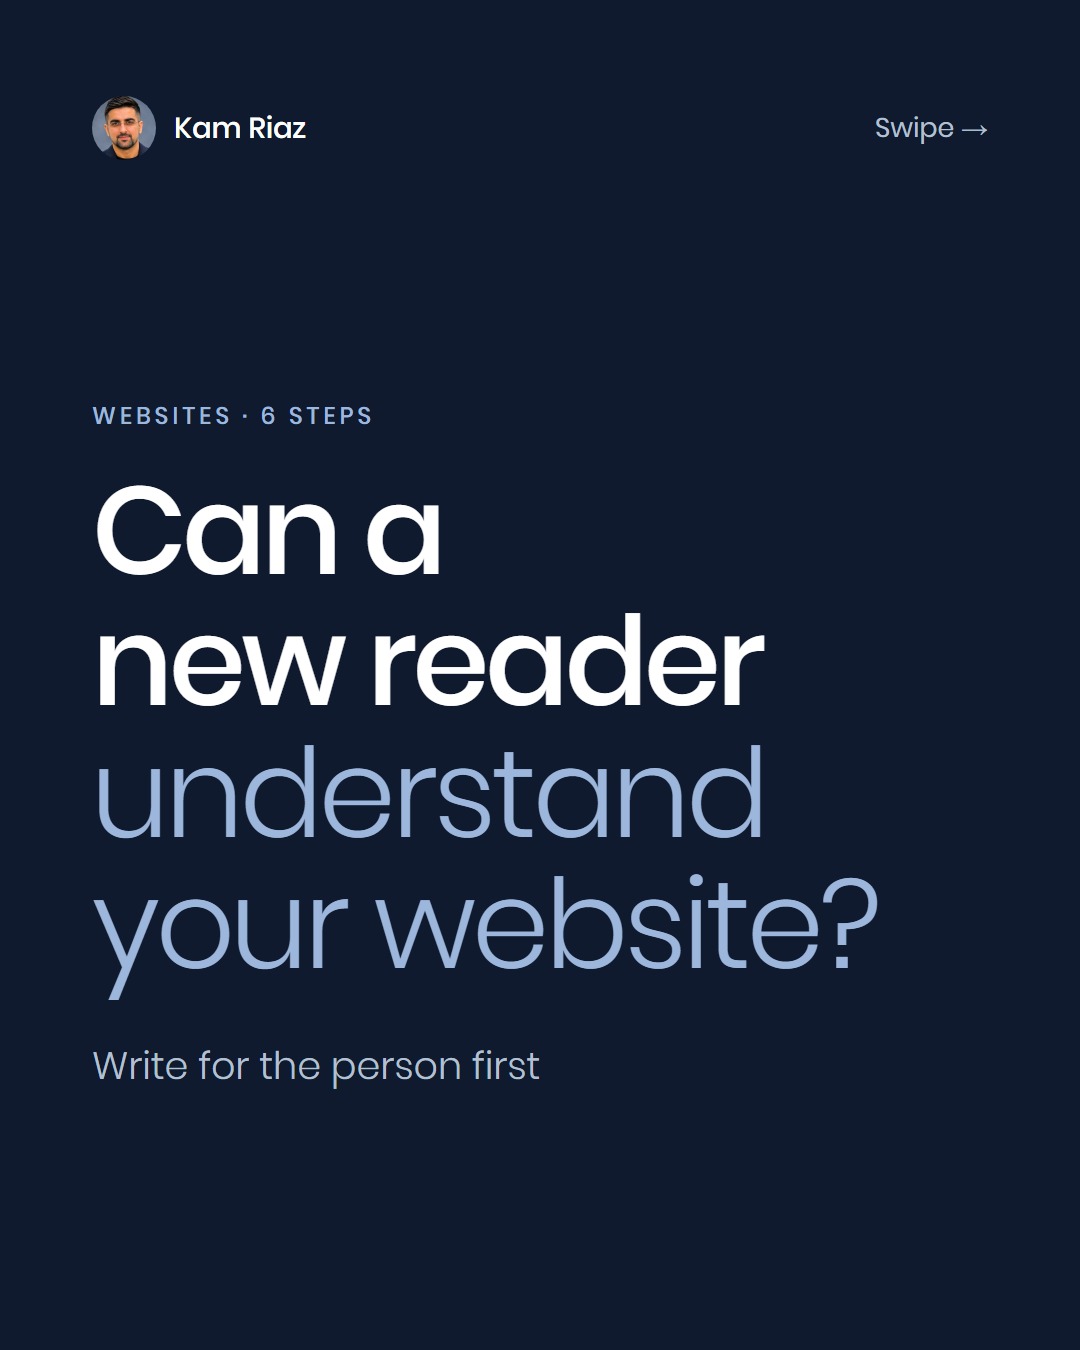 Kam Riaz
Swipe →
WEBSITES · 6 STEPS
Can a
new reader
understand
your website?
Write for the person first